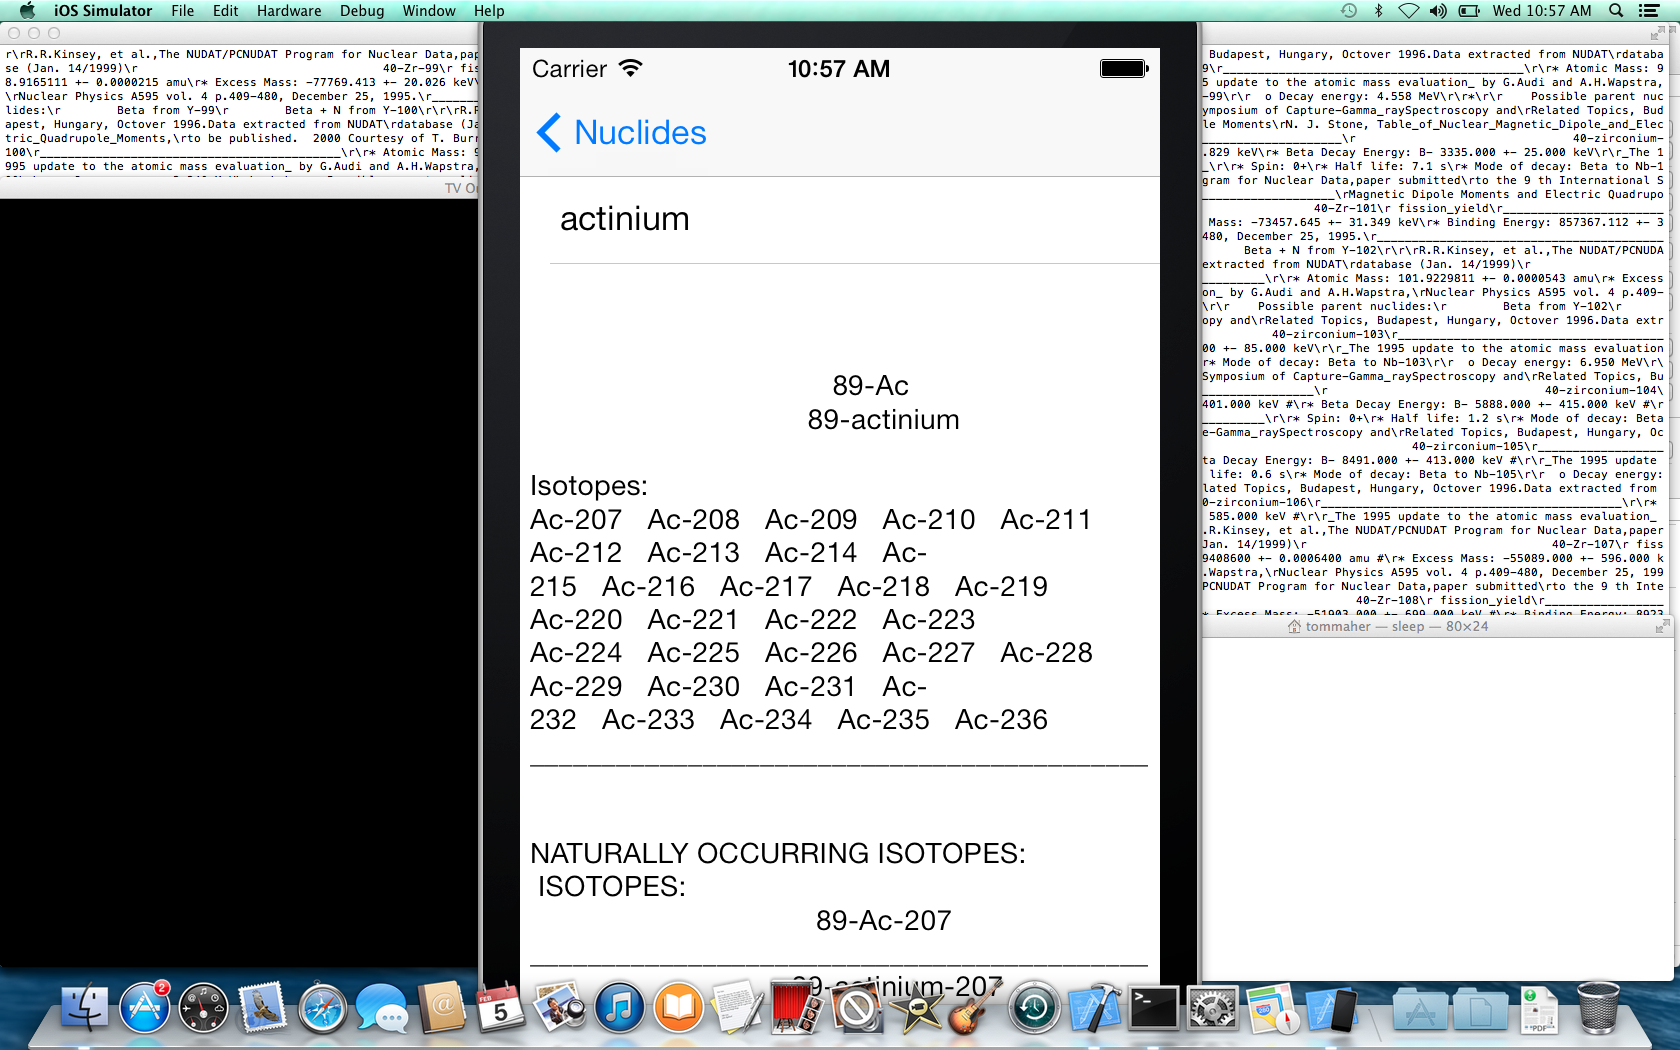 iOS Simulator File Edit Hardware Debug Window Help Wed 10:57 AM
r\rR.R.Kinsey, et al.,The NUDAT/PCNUDAT Program for Nuclear Data,pap
se (Jan. 14/1999)\r 40-Zr-99\r fis
8.9165111 +- 0.0000215 amu\r* Excess Mass: -77769.413 +- 20.026 keV
\rNuclear Physics A595 vol. 4 p.409-480, December 25, 1995.\r
lides:\r Beta from Y-99\r Beta + N from Y-100\r\r\rR.
apest, Hungary, Octover 1996.Data extracted from NUDAT\rdatabase (Ja
tric_Quadrupole_Moments,\rto be published. 2000 Courtesy of T. Burr
100\r____\r\r* Atomic Mass: 9
995 update to the atomic mass evaluation_ by G.Audi and A.H.Wapstra,
TV Ou
Carrier 10:57 AM
Nuclides
actinium
89-Ac
89-actinium
Isotopes:
Ac-207 Ac-208 Ac-209 Ac-210 Ac-211
Ac-212 Ac-213 Ac-214 Ac-
215 Ac-216 Ac-217 Ac-218 Ac-219
Ac-220 Ac-221 Ac-222 Ac-223
Ac-224 Ac-225 Ac-226 Ac-227 Ac-228
Ac-229 Ac-230 Ac-231 Ac-
232 Ac-233 Ac-234 Ac-235 Ac-236
NATURALLY OCCURRING ISOTOPES:
ISOTOPES:
89-Ac-207
89-actinium-207
Budapest, Hungary, Octover 1996.Data extracted from NUDAT\rdataba
9\r____\r\r* Atomic Mass: 9
5 update to the atomic mass evaluation_ by G.Audi and A.H.Wapstra,
-99\r\r o Decay energy: 4.558 MeV\r\r*\r\r Possible parent nuc
ymposium of Capture-Gamma_raySpectroscopy and\rRelated Topics, Bud
le Moments\rN. J. Stone, Table_of_Nuclear_Magnetic_Dipole_and_Elec
\r 40-zirconium-
.829 keV\r* Beta Decay Energy: B- 3335.000 +- 25.000 keV\r\r_The 1
_\r\r* Spin: 0+\r* Half life: 7.1 s\r* Mode of decay: Beta to Nb-1
gram for Nuclear Data,paper submitted\rto the 9 th International S
\rMagnetic Dipole Moments and Electric Quadrupo
40-Zr-101\r fission_yield\r
Mass: -73457.645 +- 31.349 keV\r* Binding Energy: 857367.112 +- 3
480, December 25, 1995.\r
Beta + N from Y-102\r\r\rR.R.Kinsey, et al.,The NUDAT/PCNUDA
extracted from NUDAT\rdatabase (Jan. 14/1999)\r
\r\r* Atomic Mass: 101.9229811 +- 0.0000543 amu\r* Excess
on_ by G.Audi and A.H.Wapstra,\rNuclear Physics A595 vol. 4 p.409-
\r\r Possible parent nuclides:\r Beta from Y-102\r
opy and\rRelated Topics, Budapest, Hungary, Octover 1996.Data extr
40-zirconium-103\r
00 +- 85.000 keV\r\r_The 1995 update to the atomic mass evaluation
r* Mode of decay: Beta to Nb-103\r\r o Decay energy: 6.950 MeV\r\
Symposium of Capture-Gamma_raySpectroscopy and\rRelated Topics, Bu
\r 40-zirconium-104\
401.000 keV #\r* Beta Decay Energy: B- 5888.000 +- 415.000 keV #\r
\r\r* Spin: 0+\r* Half life: 1.2 s\r* Mode of decay: Beta
e-Gamma_raySpectroscopy and\rRelated Topics, Budapest, Hungary, Oc
40-zirconium-105\r
ta Decay Energy: B- 8491.000 +- 413.000 keV #\r\r_The 1995 update
life: 0.6 s\r* Mode of decay: Beta to Nb-105\r\r o Decay energy:
lated Topics, Budapest, Hungary, Octover 1996.Data extracted from
0-zirconium-106\r____\r\r*
585.000 keV #\r\r_The 1995 update to the atomic mass evaluation_
.R.Kinsey, et al.,The NUDAT/PCNUDAT Program for Nuclear Data,paper
Jan. 14/1999)\r 40-Zr-107\r fiss
9408600 +- 0.0006400 amu #\r* Excess Mass: -55089.000 +- 596.000 k
.Wapstra,\rNuclear Physics A595 vol. 4 p.409-480, December 25, 199
PCNUDAT Program for Nuclear Data,paper submitted\rto the 9 th Inte
40-Zr-108\r fission_yield\r
tommaher — sleep — 80×24
2
FEB
5
280
PDF